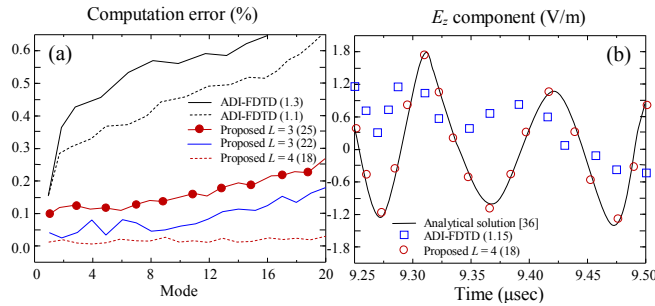 Computation error (%)
(a)
0.6
0.5
0.4
0.3
0.2
0.1
0.0
ADI-FDTD (1.3)
ADI-FDTD (1.1)
Proposed L = 3 (25)
Proposed L = 3 (22)
Proposed L = 4 (18)
0 4 8 12 16 20
Mode
E_z component (V/m)
(b)
1.8
1.2
0.6
0
-0.6
-1.2
-1.8
Analytical solution [36]
ADI-FDTD (1.15)
Proposed L = 4 (18)
9.25 9.30 9.35 9.40 9.45 9.50
Time (μsec)